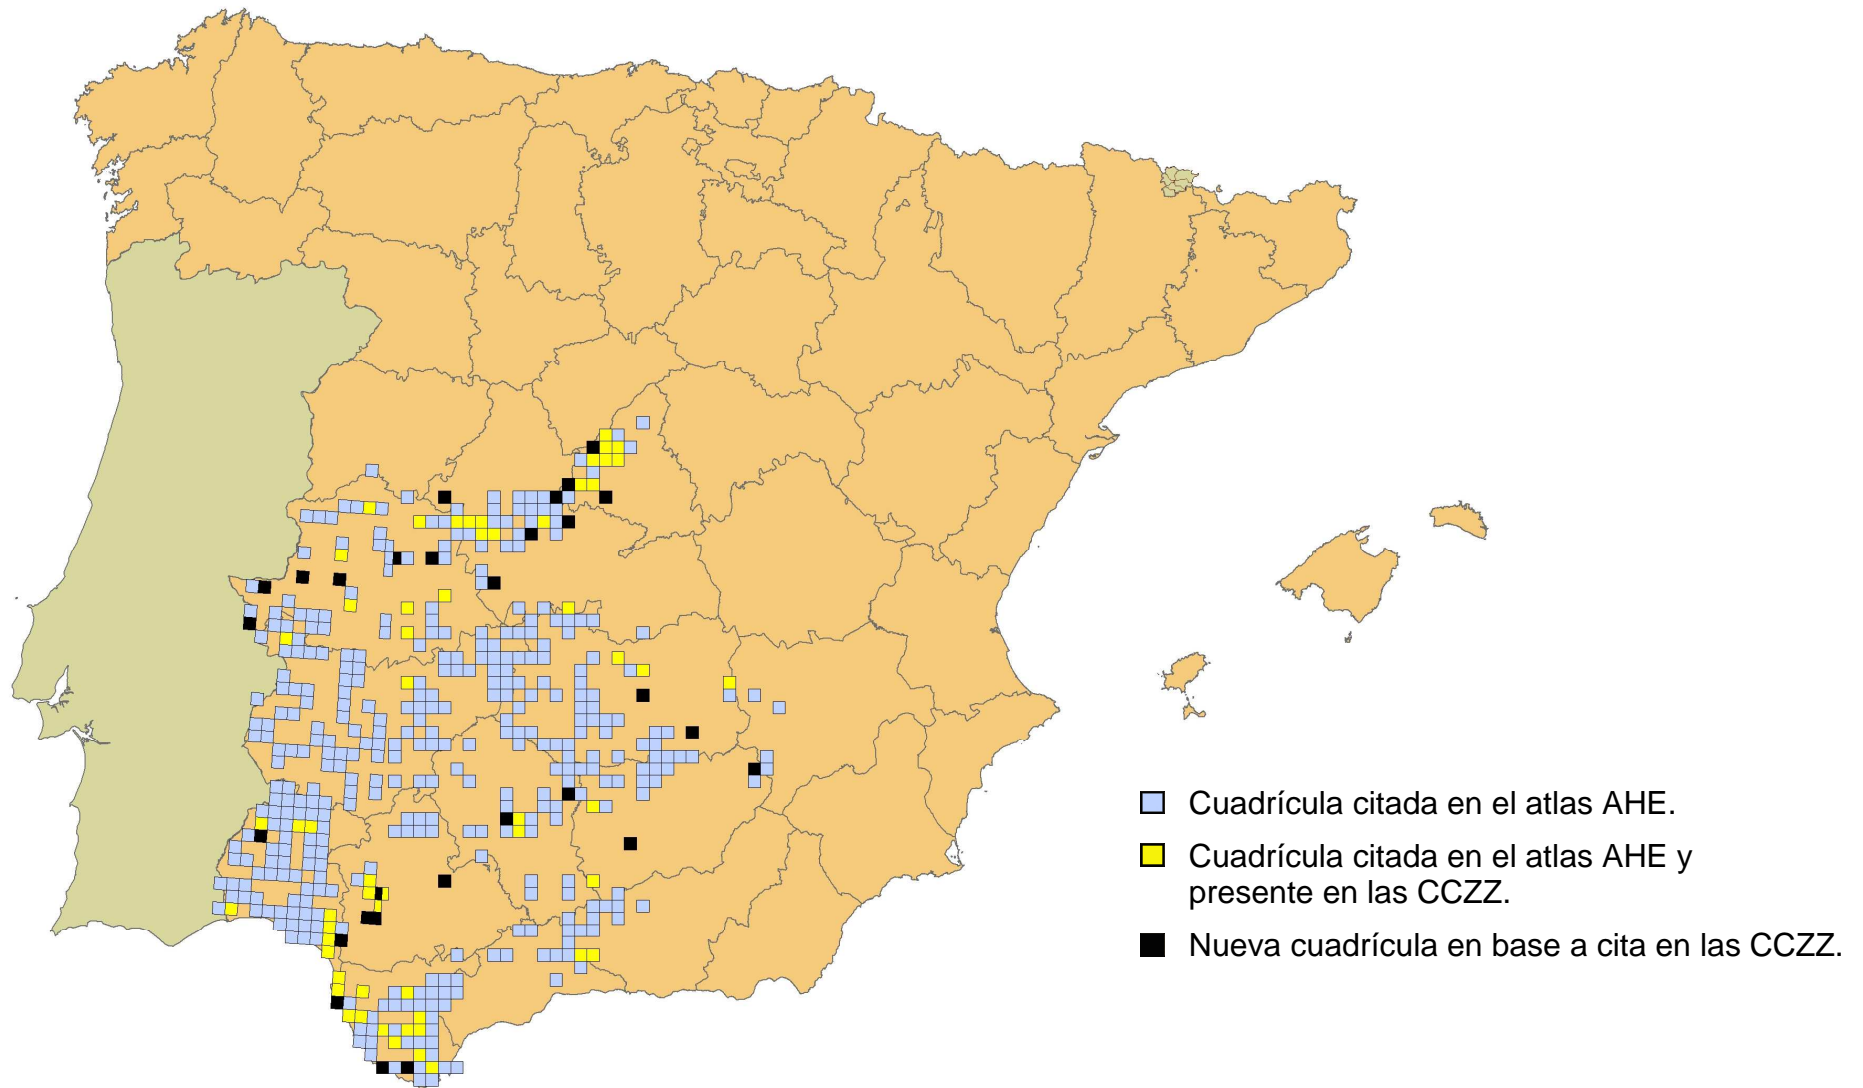 Cuadrícula citada en el atlas AHE.
Cuadrícula citada en el atlas AHE y
presente en las CCZZ.
Nueva cuadrícula en base a cita en las CCZZ.